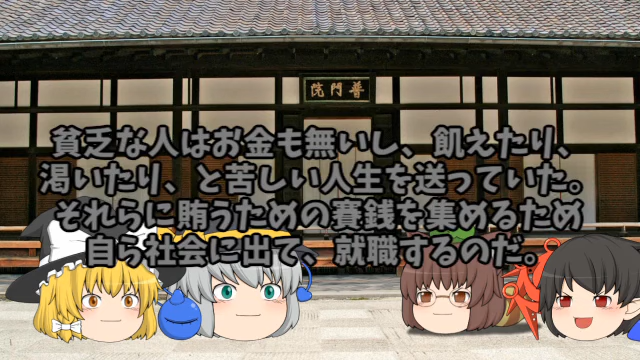 普門院
貧乏な人はお金も無いし、飢えたり、
渇いたり、と苦しい人生を送っていた。
それらに賄うための賽銭を集めるため
自ら社会に出て、就職するのだ。